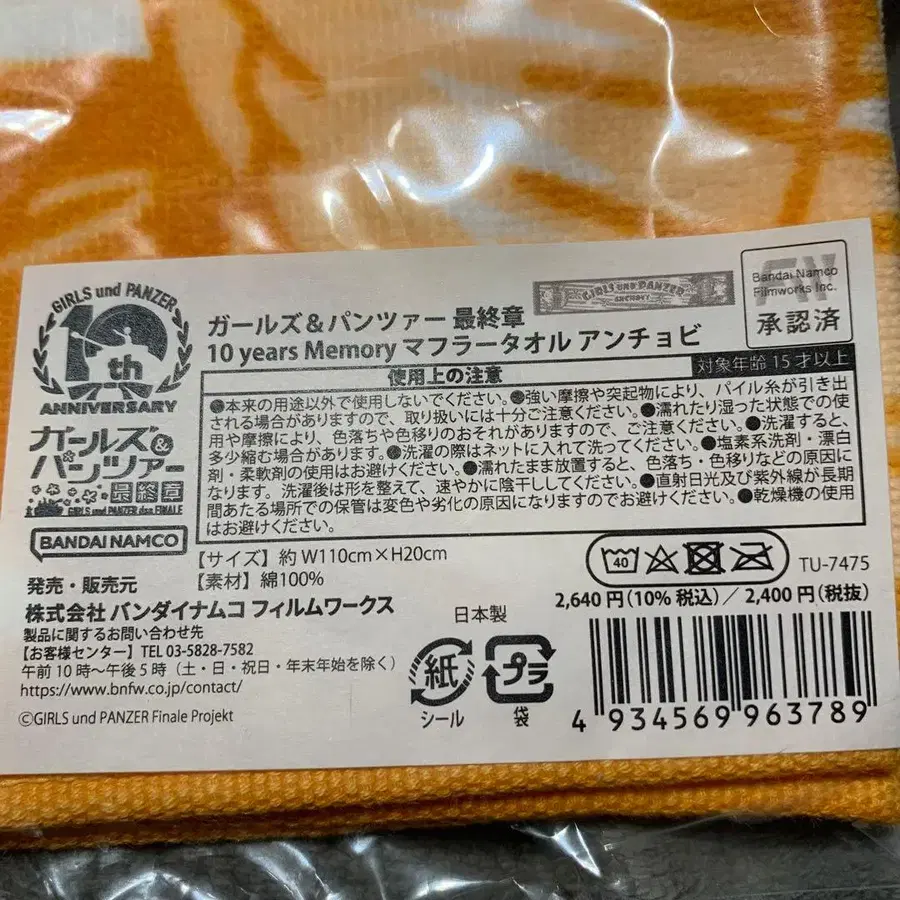 GIRLS und PANZER
10th
ANNIVERSARY
ガールズ&
パンツァー
最終章
GIRLS und PANZER das FINALE
BANDAI NAMCO
GIRLS und PANZER
ANCHOVY
Bandai Namco
Filmworks Inc.
承認済
ガールズ&パンツァー 最終章
10 years Memory マフラータオル アンチョビ
対象年齢 15才以上
使用上の注意
●本来の用途以外で使用しないでください。●強い摩擦や突起物により、パイル糸が引き出
される場合がありますので、取り扱いには十分ご注意ください。●濡れたり湿った状態での使
用や摩擦により、色落ちや色移りのおそれがありますので、ご注意ください。●洗濯すると、
多少縮む場合があります。●洗濯の際はネットに入れて洗ってください。●塩素系洗剤・漂白
剤・柔軟剤の使用はお避けください。●濡れたまま放置すると、色落ち・色移りなどの原因に
なります。洗濯後は形を整えて、速やかに陰干ししてください。●直射日光及び紫外線が長期
間あたる場所での保管は変色や劣化の原因になりますのでお避けください。●乾燥機の使用
はお避けください。
【サイズ】約 W110cm×H20cm
【素材】綿100%
40
TU-7475
日本製
2,640円(10%税込)/2,400円(税抜)
発売・販売元
株式会社 バンダイナムコ フィルムワークス
製品に関するお問い合わせ先
【お客様センター】TEL 03-5828-7582
午前10時〜午後5時(土・日・祝日・年末年始を除く)
https://www.bnfw.co.jp/contact/
©GIRLS und PANZER Finale Projekt
紙
シール
プラ
袋
4 934569 963789